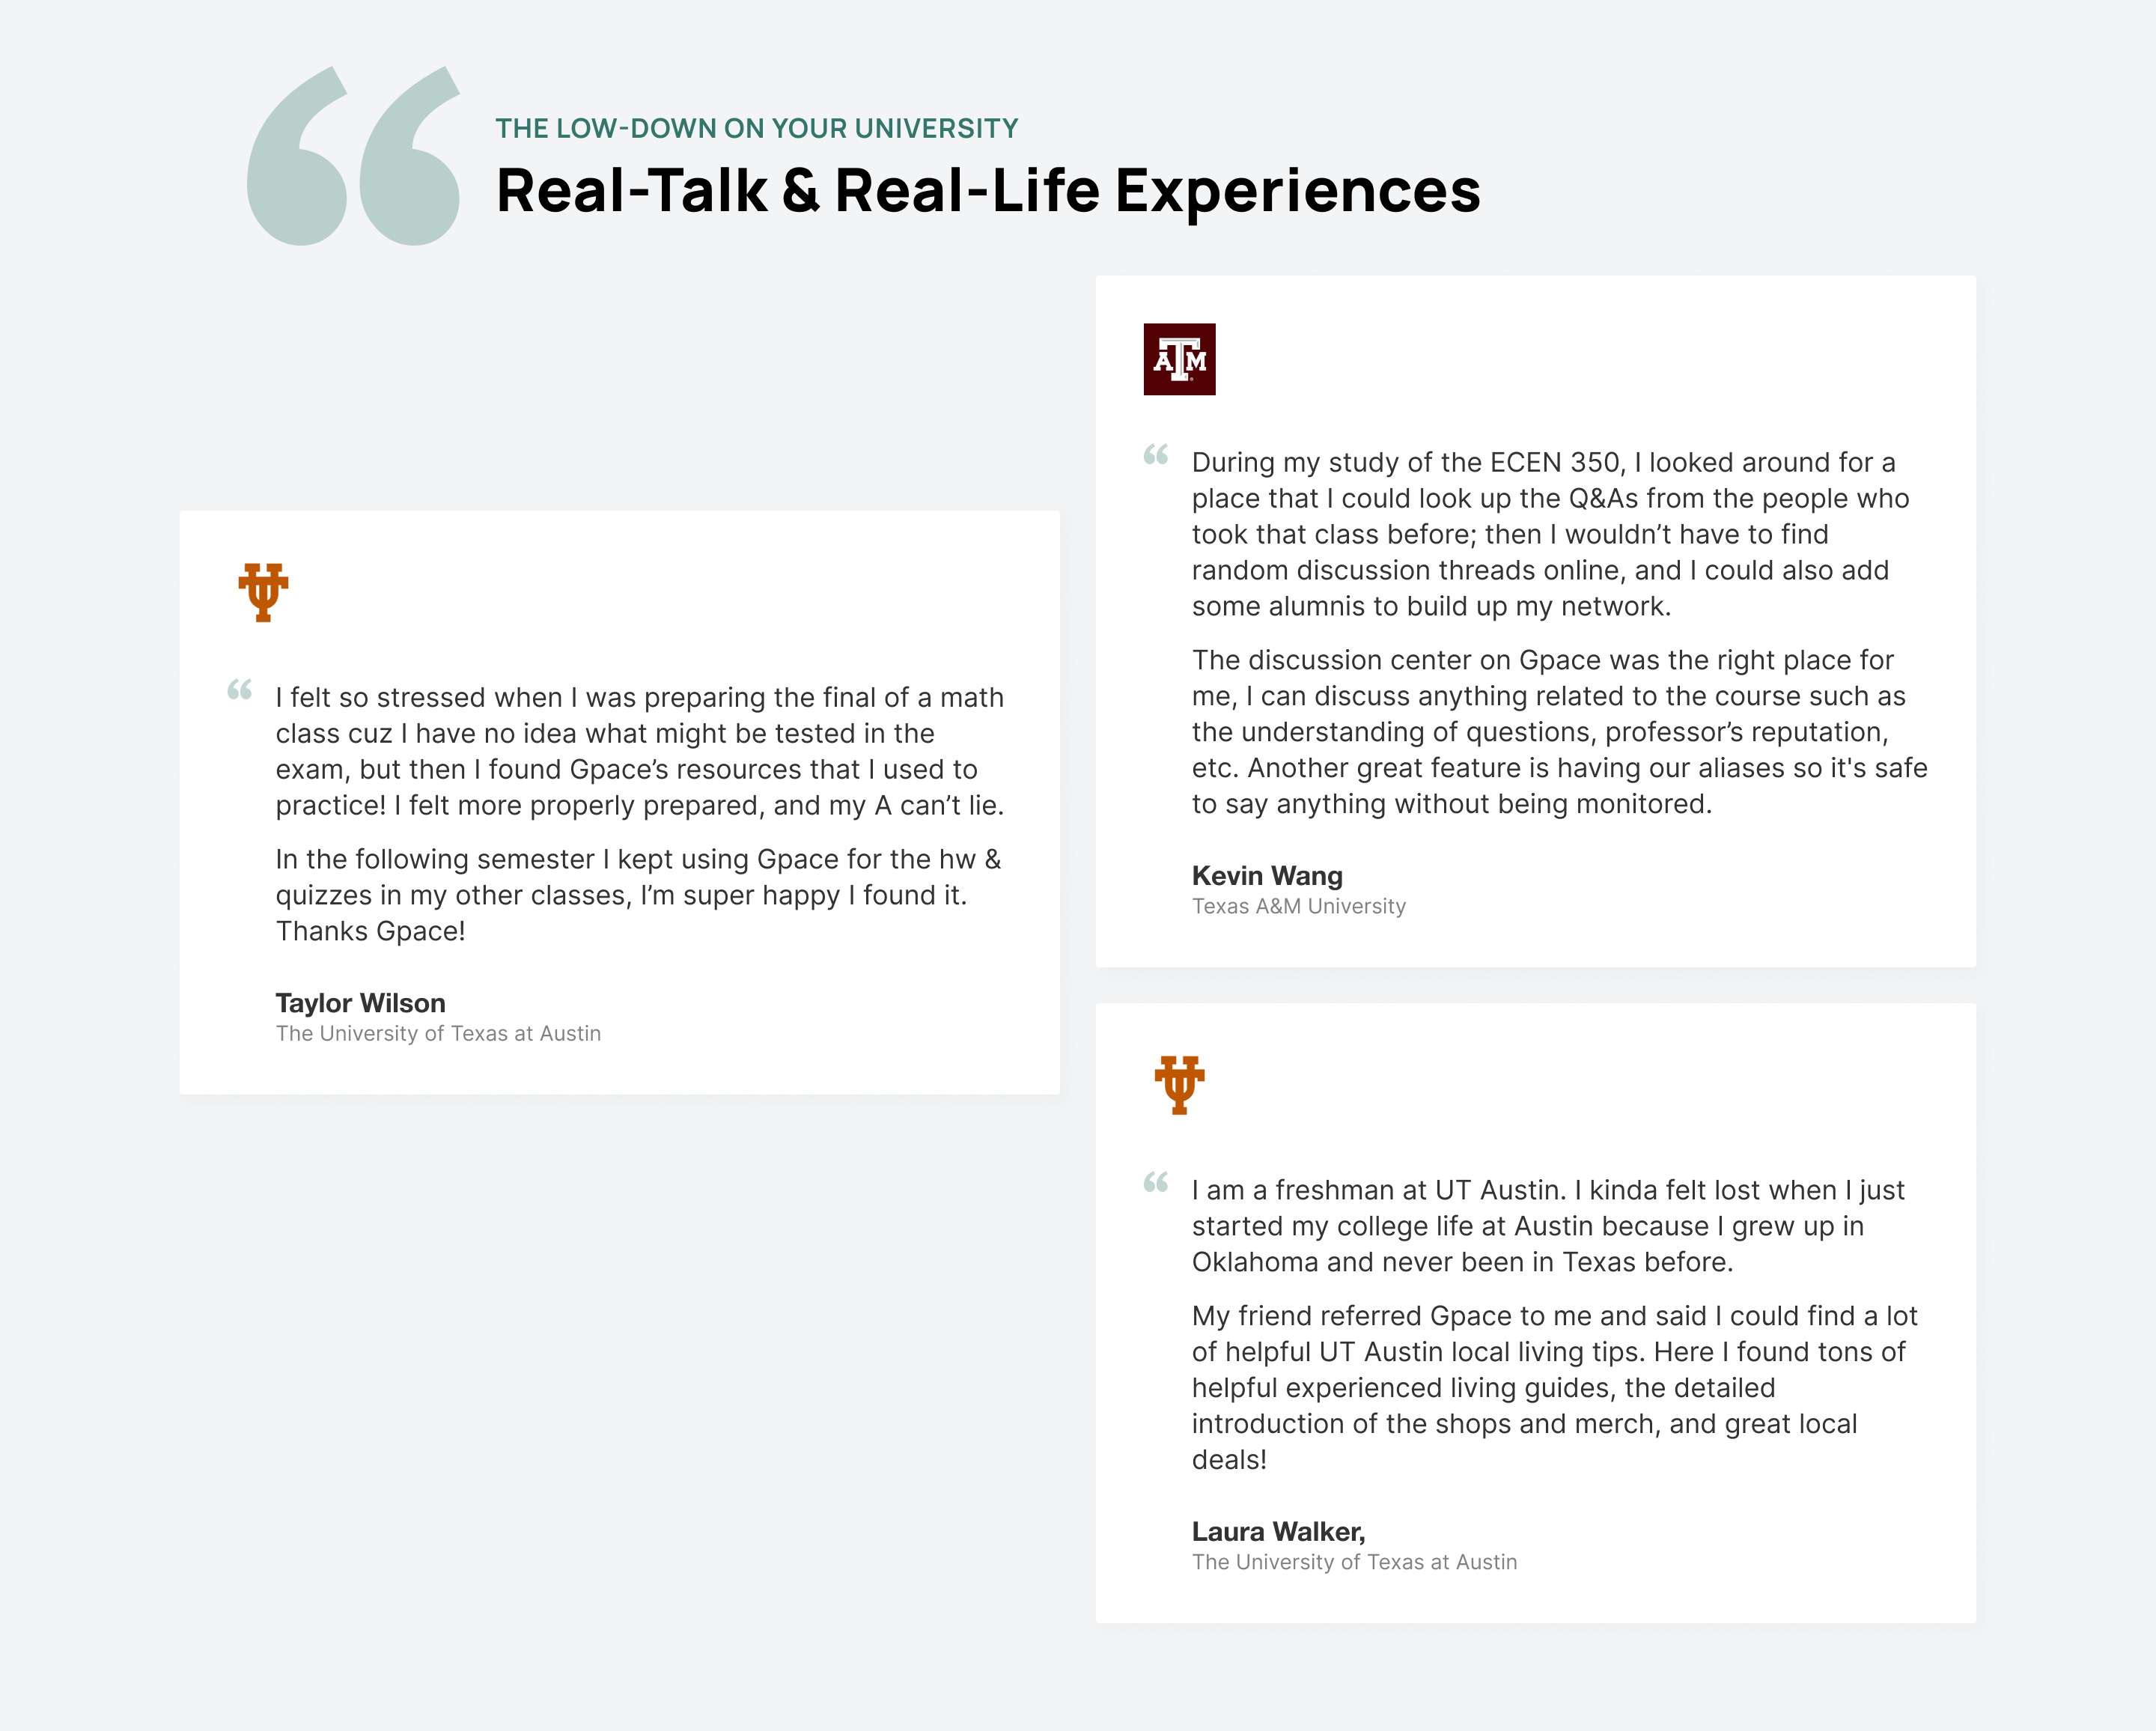 THE LOW-DOWN ON YOUR UNIVERSITY
Real-Talk & Real-Life Experiences
I felt so stressed when I was preparing the final of a math
class cuz I have no idea what might be tested in the
exam, but then I found Gpace’s resources that I used to
practice! I felt more properly prepared, and my A can’t lie.
In the following semester I kept using Gpace for the hw &
quizzes in my other classes, I’m super happy I found it.
Thanks Gpace!
Taylor Wilson
The University of Texas at Austin
ATM
During my study of the ECEN 350, I looked around for a
place that I could look up the Q&As from the people who
took that class before; then I wouldn’t have to find
random discussion threads online, and I could also add
some alumnis to build up my network.
The discussion center on Gpace was the right place for
me, I can discuss anything related to the course such as
the understanding of questions, professor’s reputation,
etc. Another great feature is having our aliases so it's safe
to say anything without being monitored.
Kevin Wang
Texas A&M University
I am a freshman at UT Austin. I kinda felt lost when I just
started my college life at Austin because I grew up in
Oklahoma and never been in Texas before.
My friend referred Gpace to me and said I could find a lot
of helpful UT Austin local living tips. Here I found tons of
helpful experienced living guides, the detailed
introduction of the shops and merch, and great local
deals!
Laura Walker,
The University of Texas at Austin